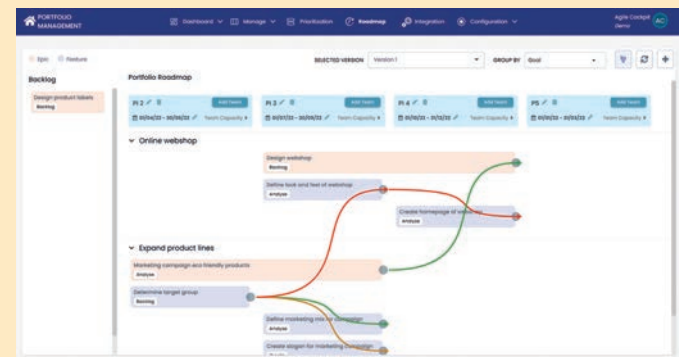 PORTFOLIO MANAGEMENT
Dashboard
Manage
Prioritization
Roadmap
Integration
Configuration
Agile Cockpit demo
AC
Epic
Feature
SELECTED VERSION
Version 1
GROUP BY
Goal
Backlog
Design product labels
Backlog
Portfolio Roadmap
PI 2
Add Team
Team Capacity
PI 3
Add Team
Team Capacity
PI 4
Add Team
Team Capacity
PI5
Add Team
Team Capacity
Online webshop
Design webshop
Backlog
Define look and feel of webshop
Analyse
Create homepage of
Analyse
Expand product lines
Marketing campaign eco friendly products
Analyse
Determine target group
Backlog
Define marketing mix for campaign
Analyse
Create slogan for marketing campaign